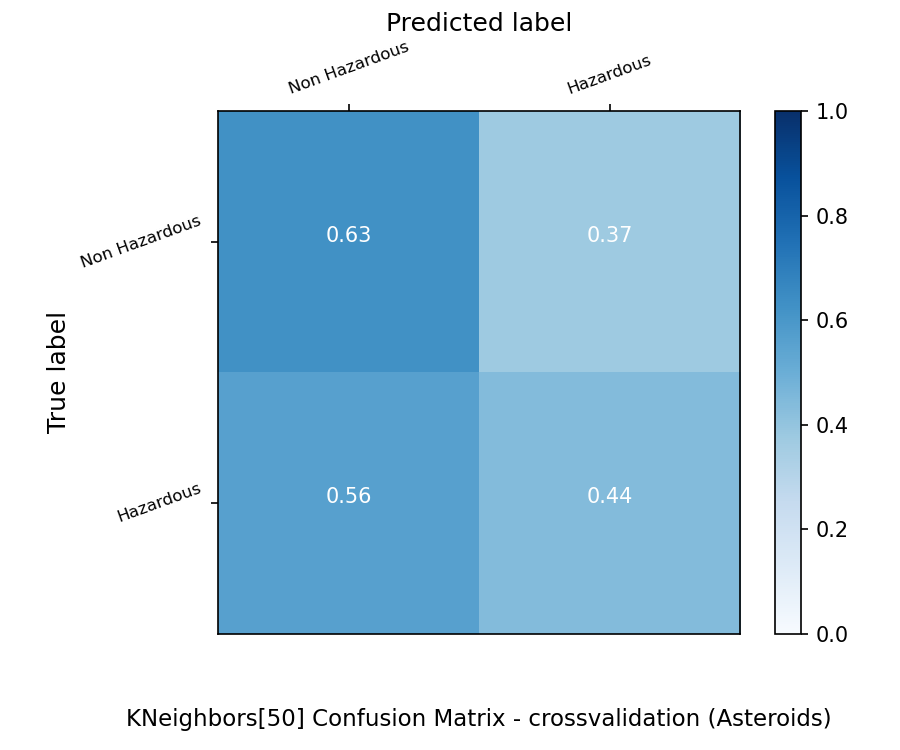 Predicted label
Non Hazardous
Hazardous
1.0
Non Hazardous
0.63
0.37
0.8
0.6
True label
0.4
Hazardous
0.56
0.44
0.2
0.0
KNeighbors[50] Confusion Matrix - crossvalidation (Asteroids)